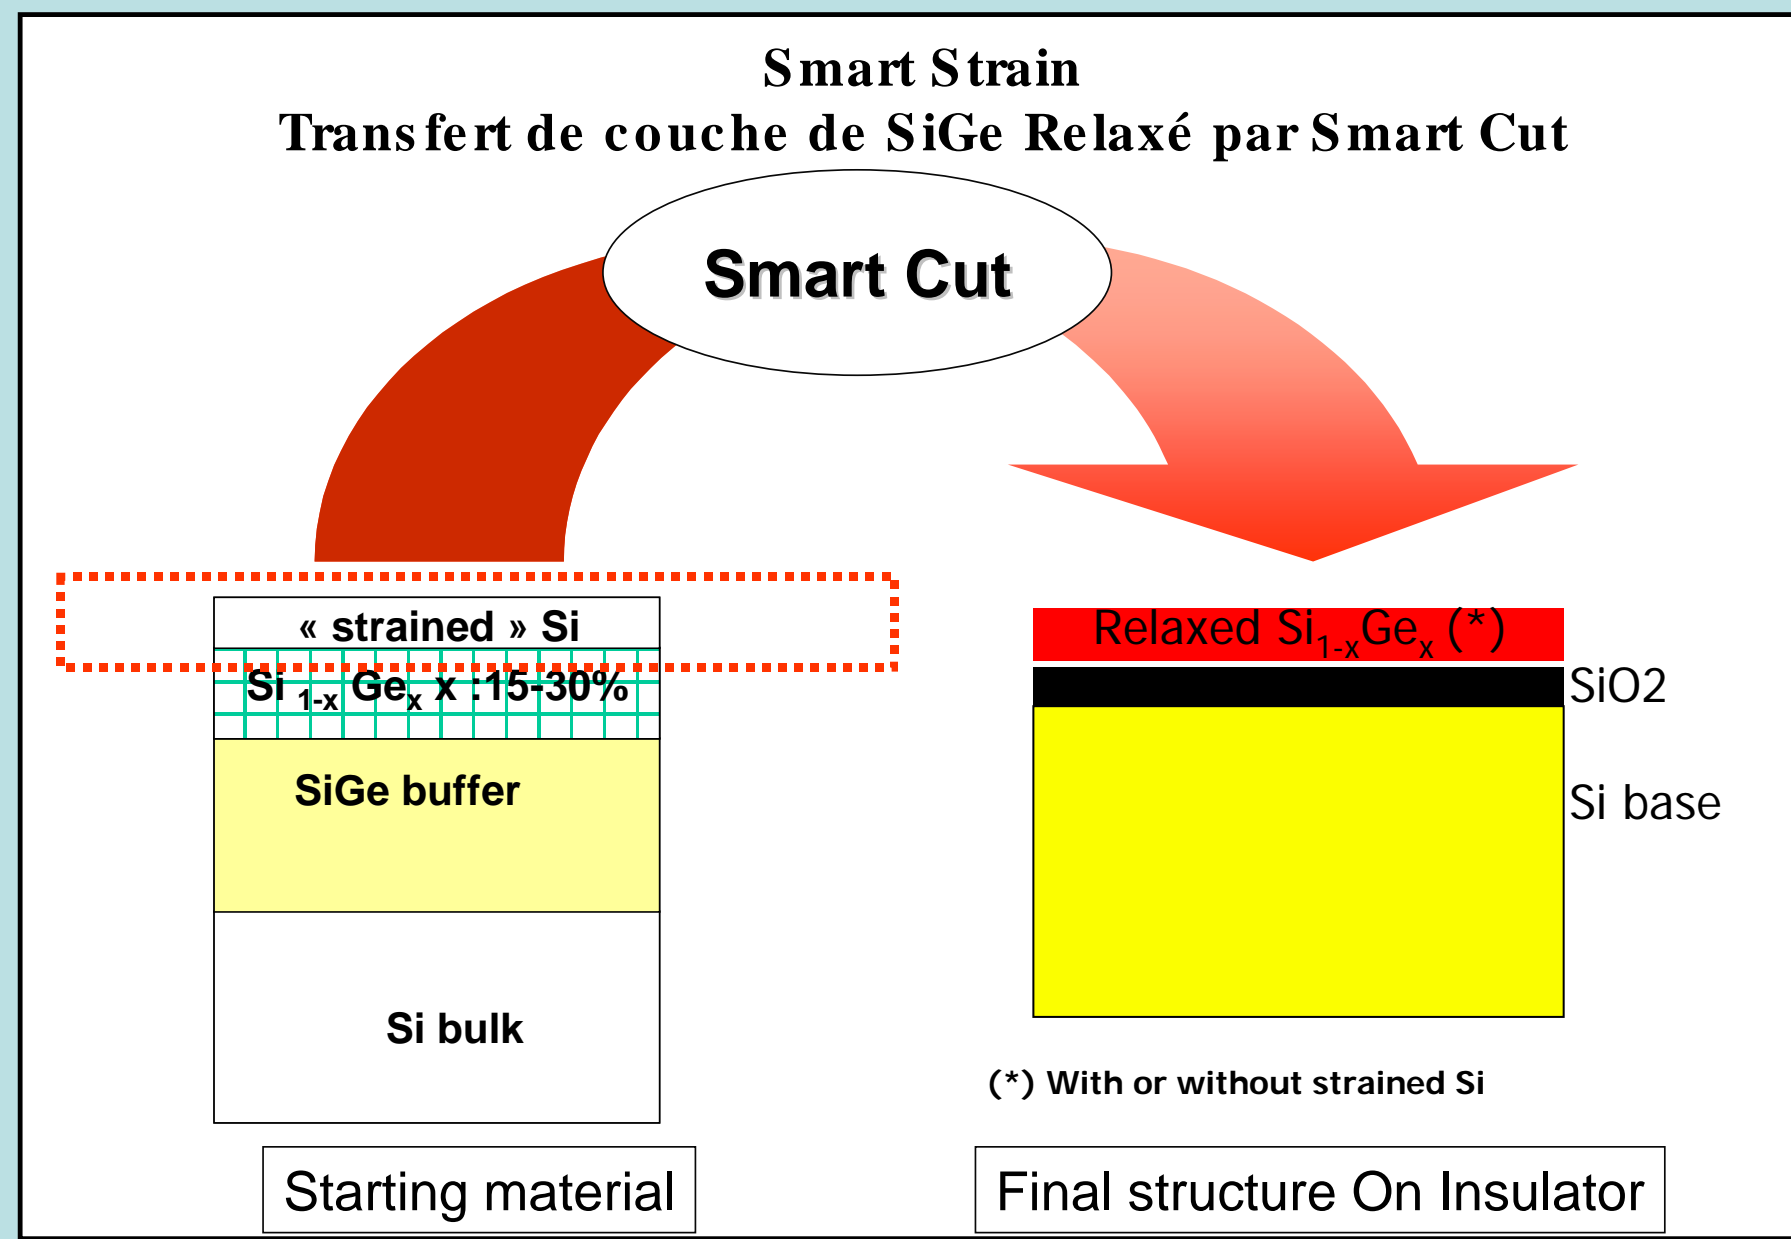 Smart Strain
Transfert de couche de SiGe Relaxé par Smart Cut
Smart Cut
« strained » Si
Si 1-x Gex x :15-30%
SiGe buffer
Si bulk
Starting material
Relaxed Si1-xGex (*)
SiO2
Si base
(*) With or without strained Si
Final structure On Insulator